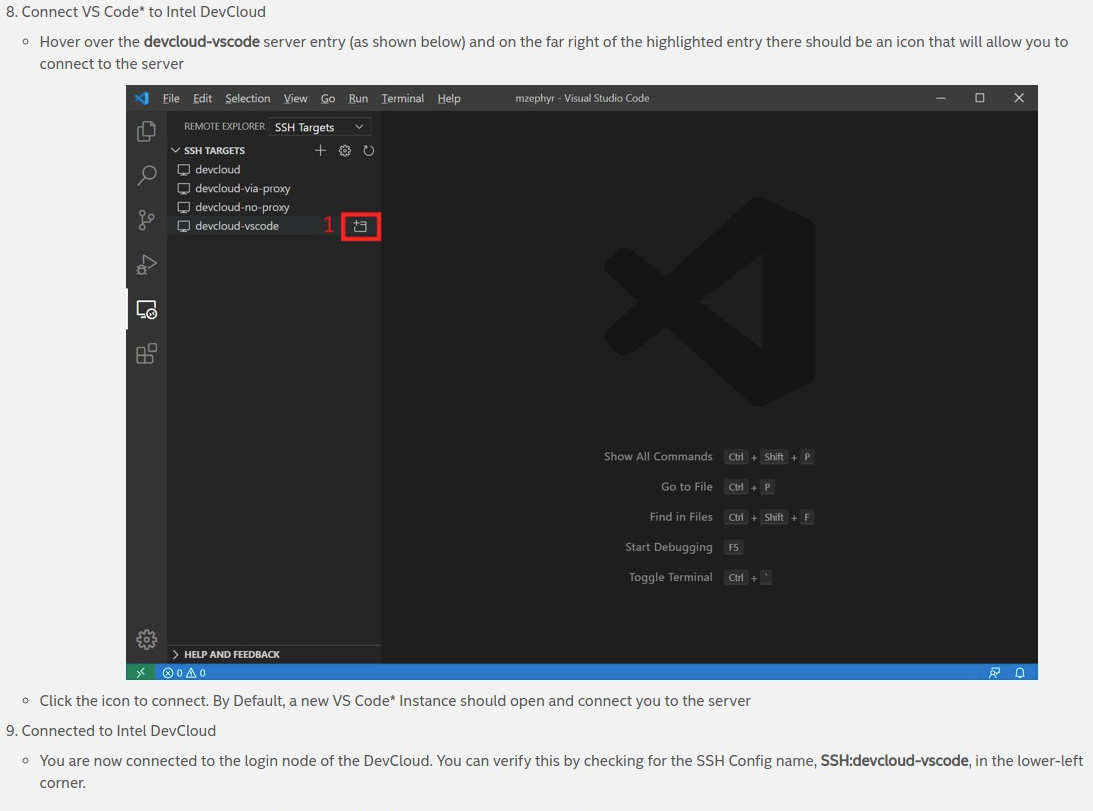 8. Connect VS Code* to Intel DevCloud
Hover over the devcloud-vscode server entry (as shown below) and on the far right of the highlighted entry there should be an icon that will allow you to
connect to the server
File Edit Selection View Go Run Terminal Help mzephyr - Visual Studio Code
REMOTE EXPLORER SSH Targets
SSH TARGETS
devcloud
devcloud-via-proxy
devcloud-no-proxy
devcloud-vscode 1
Show All Commands Ctrl + Shift + P
Go to File Ctrl + P
Find in Files Ctrl + Shift + F
Start Debugging F5
Toggle Terminal Ctrl + `
HELP AND FEEDBACK
0 0
Click the icon to connect. By Default, a new VS Code* Instance should open and connect you to the server
9. Connected to Intel DevCloud
You are now connected to the login node of the DevCloud. You can verify this by checking for the SSH Config name, SSH:devcloud-vscode, in the lower-left
corner.